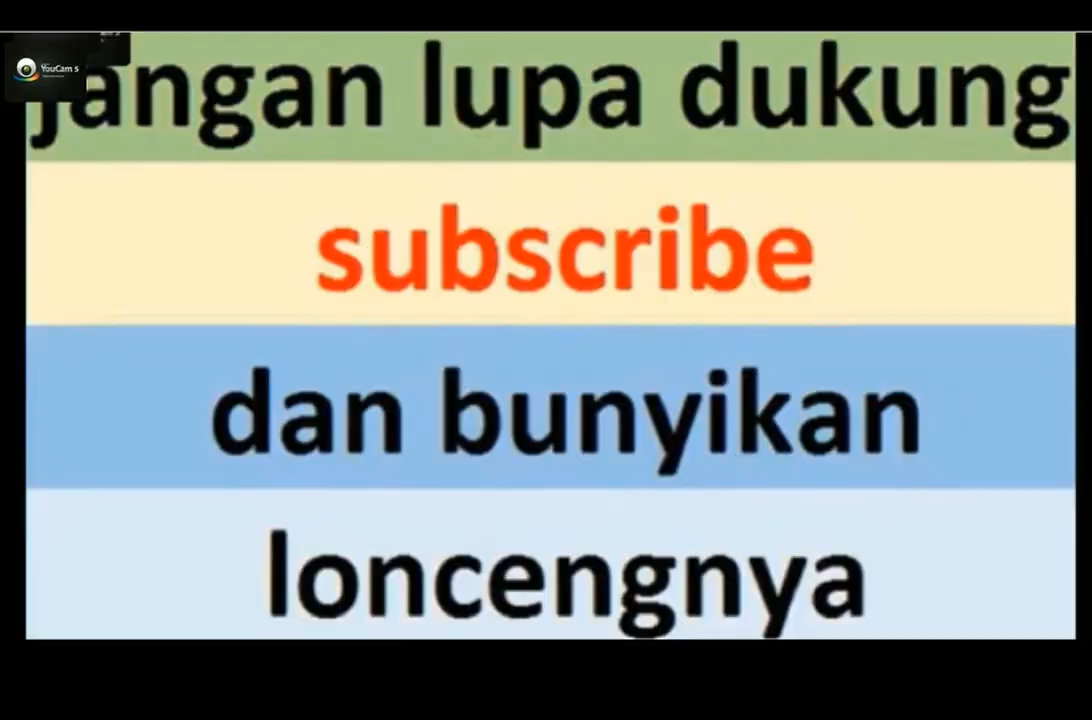 YouCam 5
jangan lupa dukung
subscribe
dan bunyikan
loncengnya